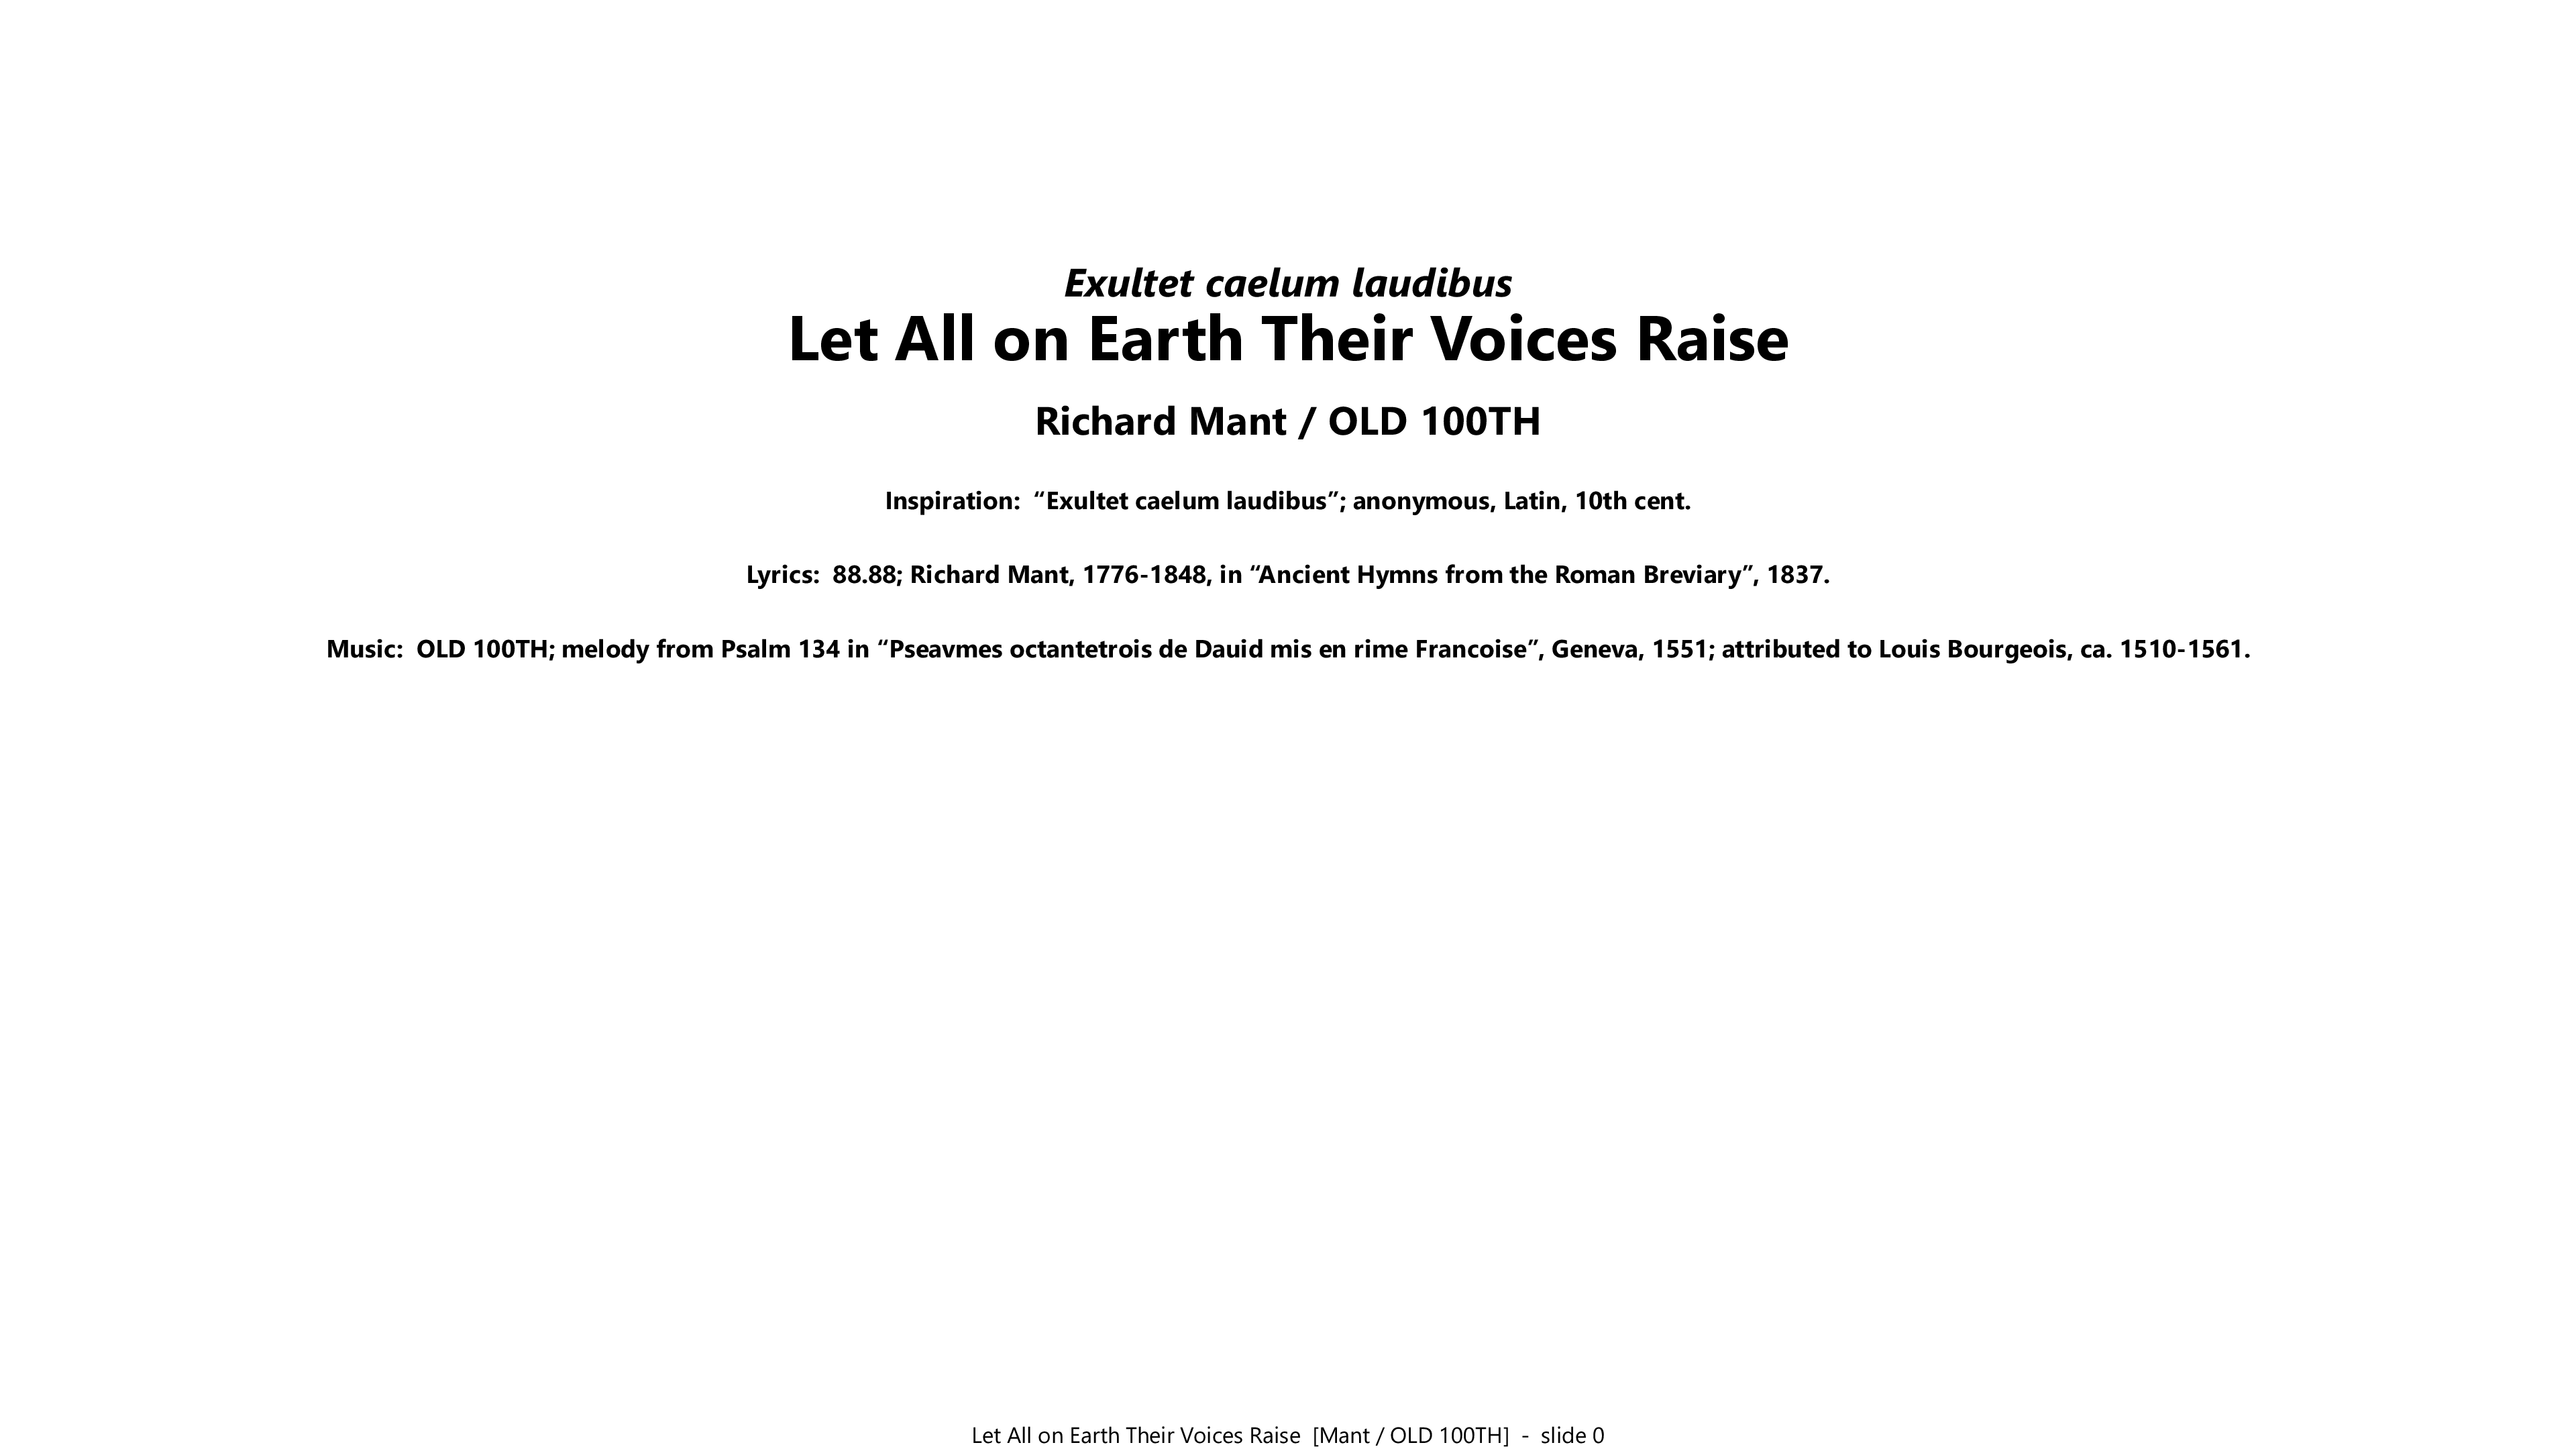 Exultet caelum laudibus
Let All on Earth Their Voices Raise
Richard Mant / OLD 100TH
Inspiration:  “Exultet caelum laudibus”; anonymous, Latin, 10th cent.
Lyrics:  88.88; Richard Mant, 1776-1848, in “Ancient Hymns from the Roman Breviary”, 1837.
Music:  OLD 100TH; melody from Psalm 134 in “Pseavmes octantetrois de Dauid mis en rime Francoise”, Geneva, 1551; attributed to Louis Bourgeois, ca. 1510-1561.
Let All on Earth Their Voices Raise  [Mant / OLD 100TH]  -  slide 0